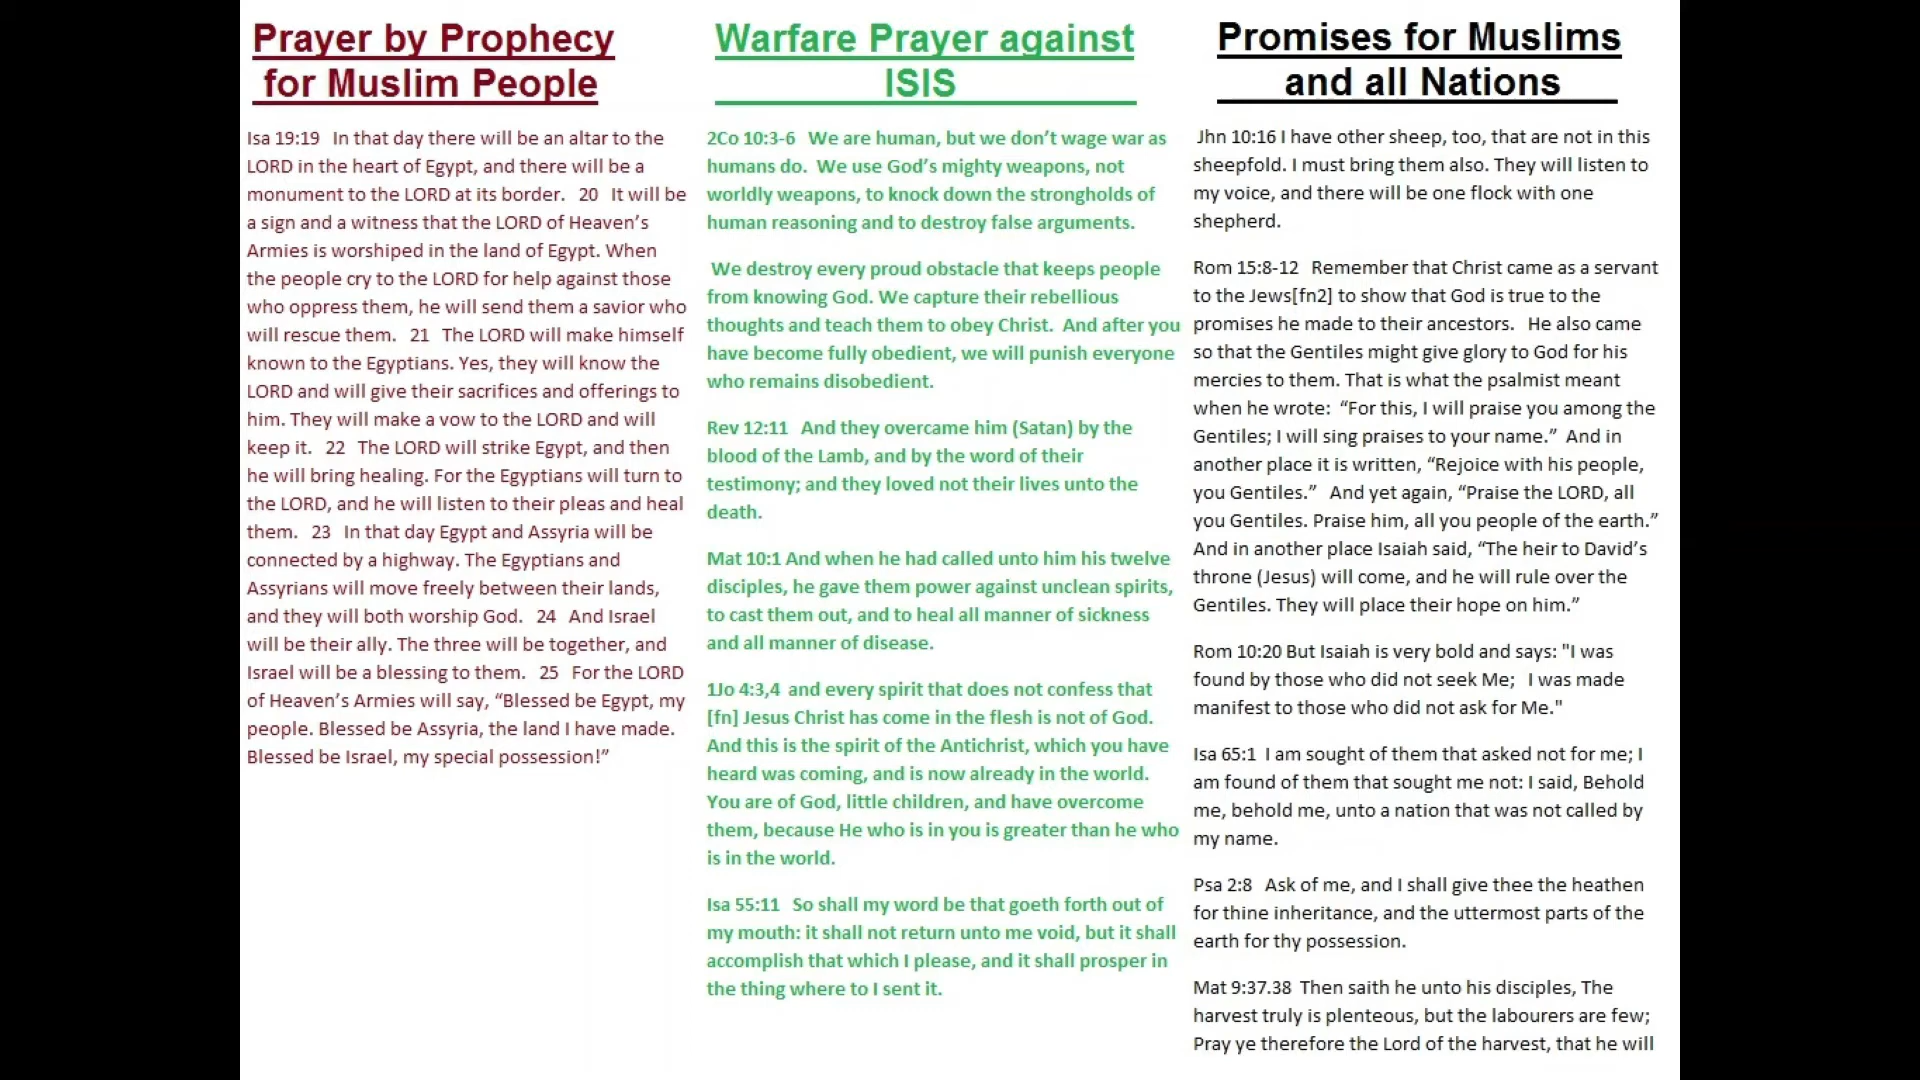 Prayer by Prophecy
for Muslim People
Isa 19:19 In that day there will be an altar to the
LORD in the heart of Egypt, and there will be a
monument to the LORD at its border. 20 It will be
a sign and a witness that the LORD of Heaven’s
Armies is worshiped in the land of Egypt. When
the people cry to the LORD for help against those
who oppress them, he will send them a savior who
will rescue them. 21 The LORD will make himself
known to the Egyptians. Yes, they will know the
LORD and will give their sacrifices and offerings to
him. They will make a vow to the LORD and will
keep it. 22 The LORD will strike Egypt, and then
he will bring healing. For the Egyptians will turn to
the LORD, and he will listen to their pleas and heal
them. 23 In that day Egypt and Assyria will be
connected by a highway. The Egyptians and
Assyrians will move freely between their lands,
and they will both worship God. 24 And Israel
will be their ally. The three will be together, and
Israel will be a blessing to them. 25 For the LORD
of Heaven’s Armies will say, “Blessed be Egypt, my
people. Blessed be Assyria, the land I have made.
Blessed be Israel, my special possession!”
Warfare Prayer against
ISIS
2Co 10:3-6 We are human, but we don’t wage war as
humans do. We use God’s mighty weapons, not
worldly weapons, to knock down the strongholds of
human reasoning and to destroy false arguments.
We destroy every proud obstacle that keeps people
from knowing God. We capture their rebellious
thoughts and teach them to obey Christ. And after you
have become fully obedient, we will punish everyone
who remains disobedient.
Rev 12:11 And they overcame him (Satan) by the
blood of the Lamb, and by the word of their
testimony; and they loved not their lives unto the
death.
Mat 10:1 And when he had called unto him his twelve
disciples, he gave them power against unclean spirits,
to cast them out, and to heal all manner of sickness
and all manner of disease.
1Jo 4:3,4 and every spirit that does not confess that
[fn] Jesus Christ has come in the flesh is not of God.
And this is the spirit of the Antichrist, which you have
heard was coming, and is now already in the world.
You are of God, little children, and have overcome
them, because He who is in you is greater than he who
is in the world.
Isa 55:11 So shall my word be that goeth forth out of
my mouth: it shall not return unto me void, but it shall
accomplish that which I please, and it shall prosper in
the thing where to I sent it.
Promises for Muslims
and all Nations
Jhn 10:16 I have other sheep, too, that are not in this
sheepfold. I must bring them also. They will listen to
my voice, and there will be one flock with one
shepherd.
Rom 15:8-12 Remember that Christ came as a servant
to the Jews[fn2] to show that God is true to the
promises he made to their ancestors. He also came
so that the Gentiles might give glory to God for his
mercies to them. That is what the psalmist meant
when he wrote: “For this, I will praise you among the
Gentiles; I will sing praises to your name.” And in
another place it is written, “Rejoice with his people,
you Gentiles.” And yet again, “Praise the LORD, all
you Gentiles. Praise him, all you people of the earth.”
And in another place Isaiah said, “The heir to David’s
throne (Jesus) will come, and he will rule over the
Gentiles. They will place their hope on him.”
Rom 10:20 But Isaiah is very bold and says: "I was
found by those who did not seek Me; I was made
manifest to those who did not ask for Me."
Isa 65:1 I am sought of them that asked not for me; I
am found of them that sought me not: I said, Behold
me, behold me, unto a nation that was not called by
my name.
Psa 2:8 Ask of me, and I shall give thee the heathen
for thine inheritance, and the uttermost parts of the
earth for thy possession.
Mat 9:37.38 Then saith he unto his disciples, The
harvest truly is plenteous, but the labourers are few;
Pray ye therefore the Lord of the harvest, that he will